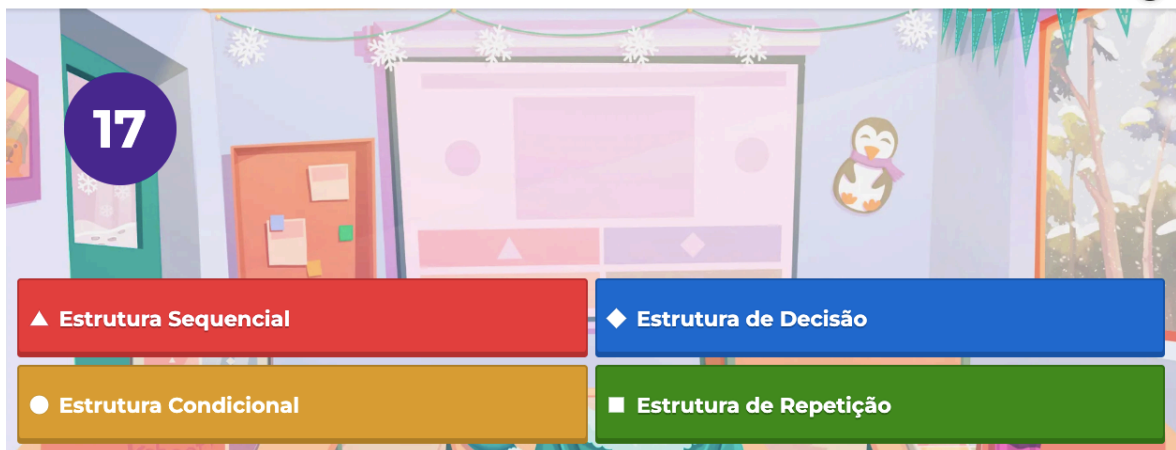 17
Estrutura Sequencial
Estrutura de Decisão
Estrutura Condicional
Estrutura de Repetição